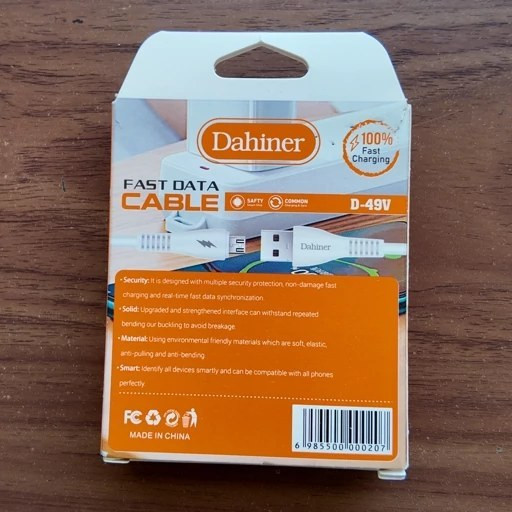 Dahiner
100%
Fast
Charging
FAST DATA
CABLE
SAFTY
COMMON
D-49V
Dahiner
• Security: It is designed with multiple security protection, non-damage fast
charging and real-time fast data synchronization.
• Solid: Upgraded and strengthened interface can withstand repeated
bending our buckling to avoid breakage.
• Material: Using environmental friendly materials which are soft, elastic,
anti-pulling and anti-bending
• Smart: Identify all devices smartly and can be compatible with all phones
perfectly.
FC
MADE IN CHINA
6 985500 000207